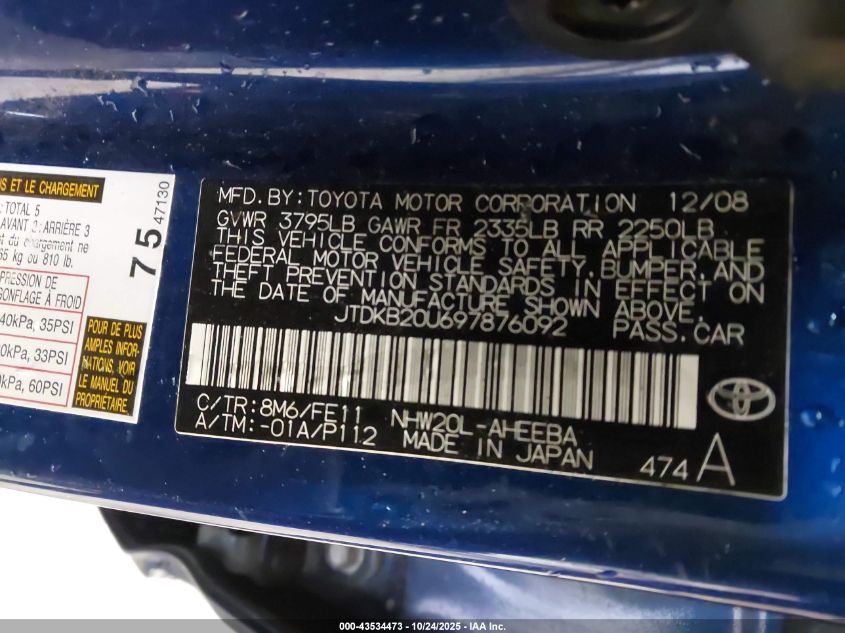 NS ET LE CHARGEMENT
TOTAL 5
AVANT 2: ARRIÈRE 3
et du chargement ne
65 kg ou 810 lb.
PRESSION DE
GONFLAGE À FROID
40kPa, 35PSI
0kPa, 33PSI
kPa, 60PSI
75
47130
POUR DE PLUS
AMPLES INFOR-
MATIONS, VOIR
LE MANUEL DU
PROPRIÉTAIRE.
MFD. BY: TOYOTA MOTOR CORPORATION 12/08
GVWR 3795LB GAWR FR 2335LB RR 2250LB
THIS VEHICLE CONFORMS TO ALL APPLICABLE
FEDERAL MOTOR VEHICLE SAFETY, BUMPER, AND
THEFT PREVENTION STANDARDS IN EFFECT ON
THE DATE OF MANUFACTURE SHOWN ABOVE.
JTDKB20U697876092 PASS. CAR
C/TR: 8M6/FE11 NHW20L-AHEEBA
A/TM: -01A/P112 MADE IN JAPAN
474 A
000-43534473 - 10/24/2025 - IAA Inc.